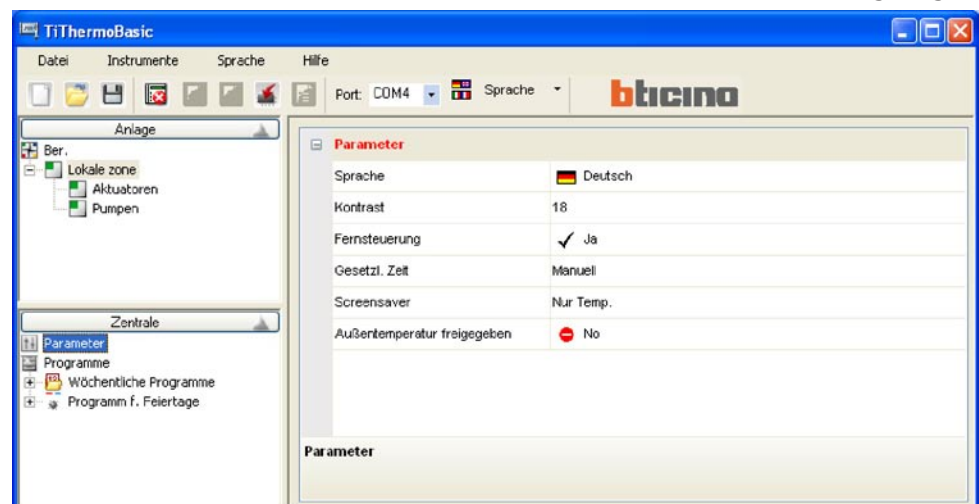 TiThermoBasic
Datei Instrumente Sprache Hilfe
Port: COM4 Sprache bticino
Anlage
Ber.
Lokale zone
Aktuatoren
Pumpen
Zentrale
Parameter
Programme
Wöchentliche Programme
Programm f. Feiertage
Parameter
Sprache Deutsch
Kontrast 18
Fernsteuerung Ja
Gesetzl. Zeit Manuell
Screensaver Nur Temp.
Außentemperatur freigegeben No
Parameter